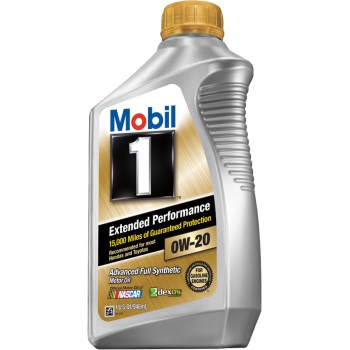 Mobil
1
Extended Performance
15,000 Miles of Guaranteed Protection
Recommended for most
Hondas and Toyotas
0W-20
Advanced Full Synthetic
Motor Oil
FOR
GASOLINE
ENGINES
NASCAR
dexos